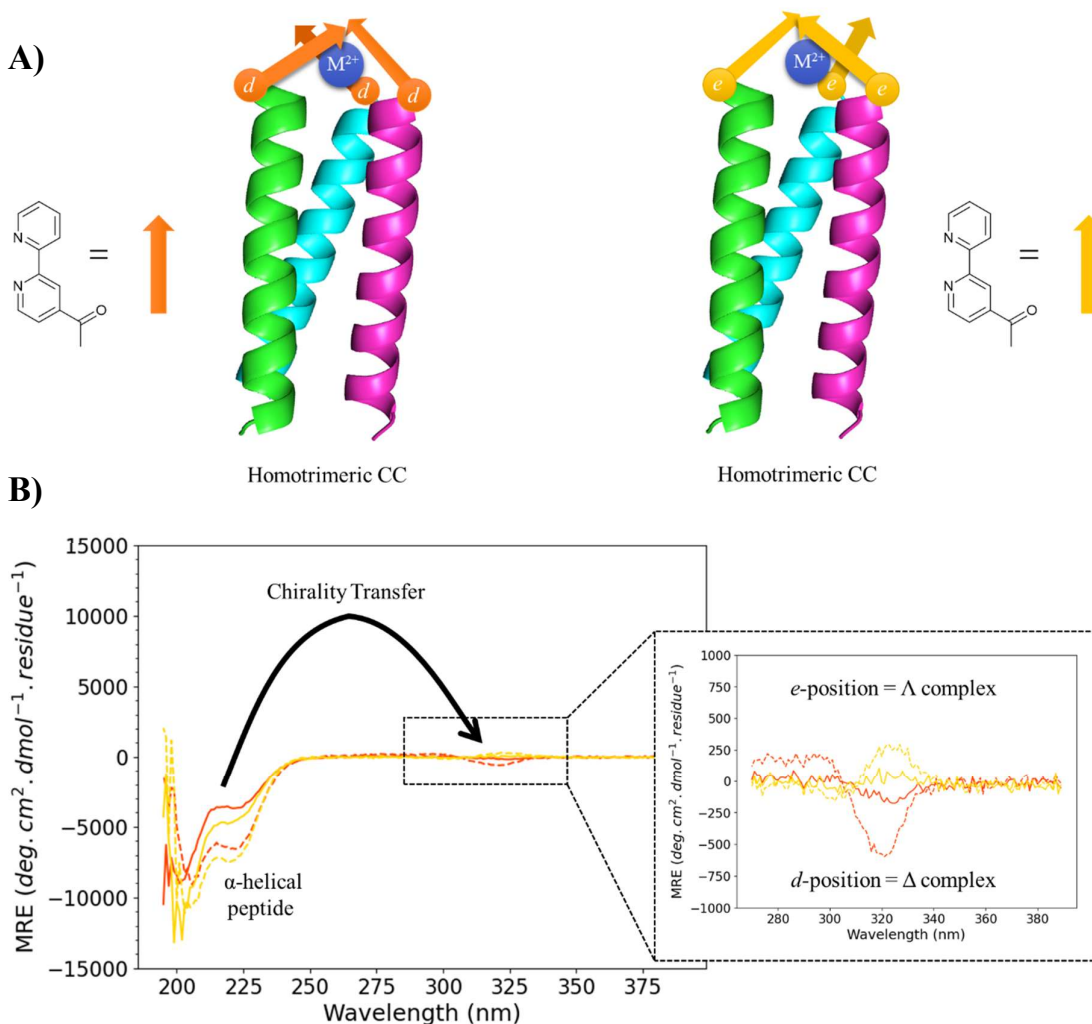 A)
d
M²⁺
d
d
e
M²⁺
e
e
N
N
O
=
N
N
O
=
Homotrimeric CC
Homotrimeric CC
B)
15000
10000
5000
0
−5000
−10000
−15000
MRE (deg. cm². dmol⁻¹. residue⁻¹)
Chirality Transfer
α-helical
peptide
200
225
250
275
300
325
350
375
Wavelength (nm)
1000
750
500
250
0
−250
−500
−750
−1000
MRE (deg. cm². dmol⁻¹. residue⁻¹)
e-position = Λ complex
d-position = Δ complex
280
300
320
340
360
380
Wavelength (nm)